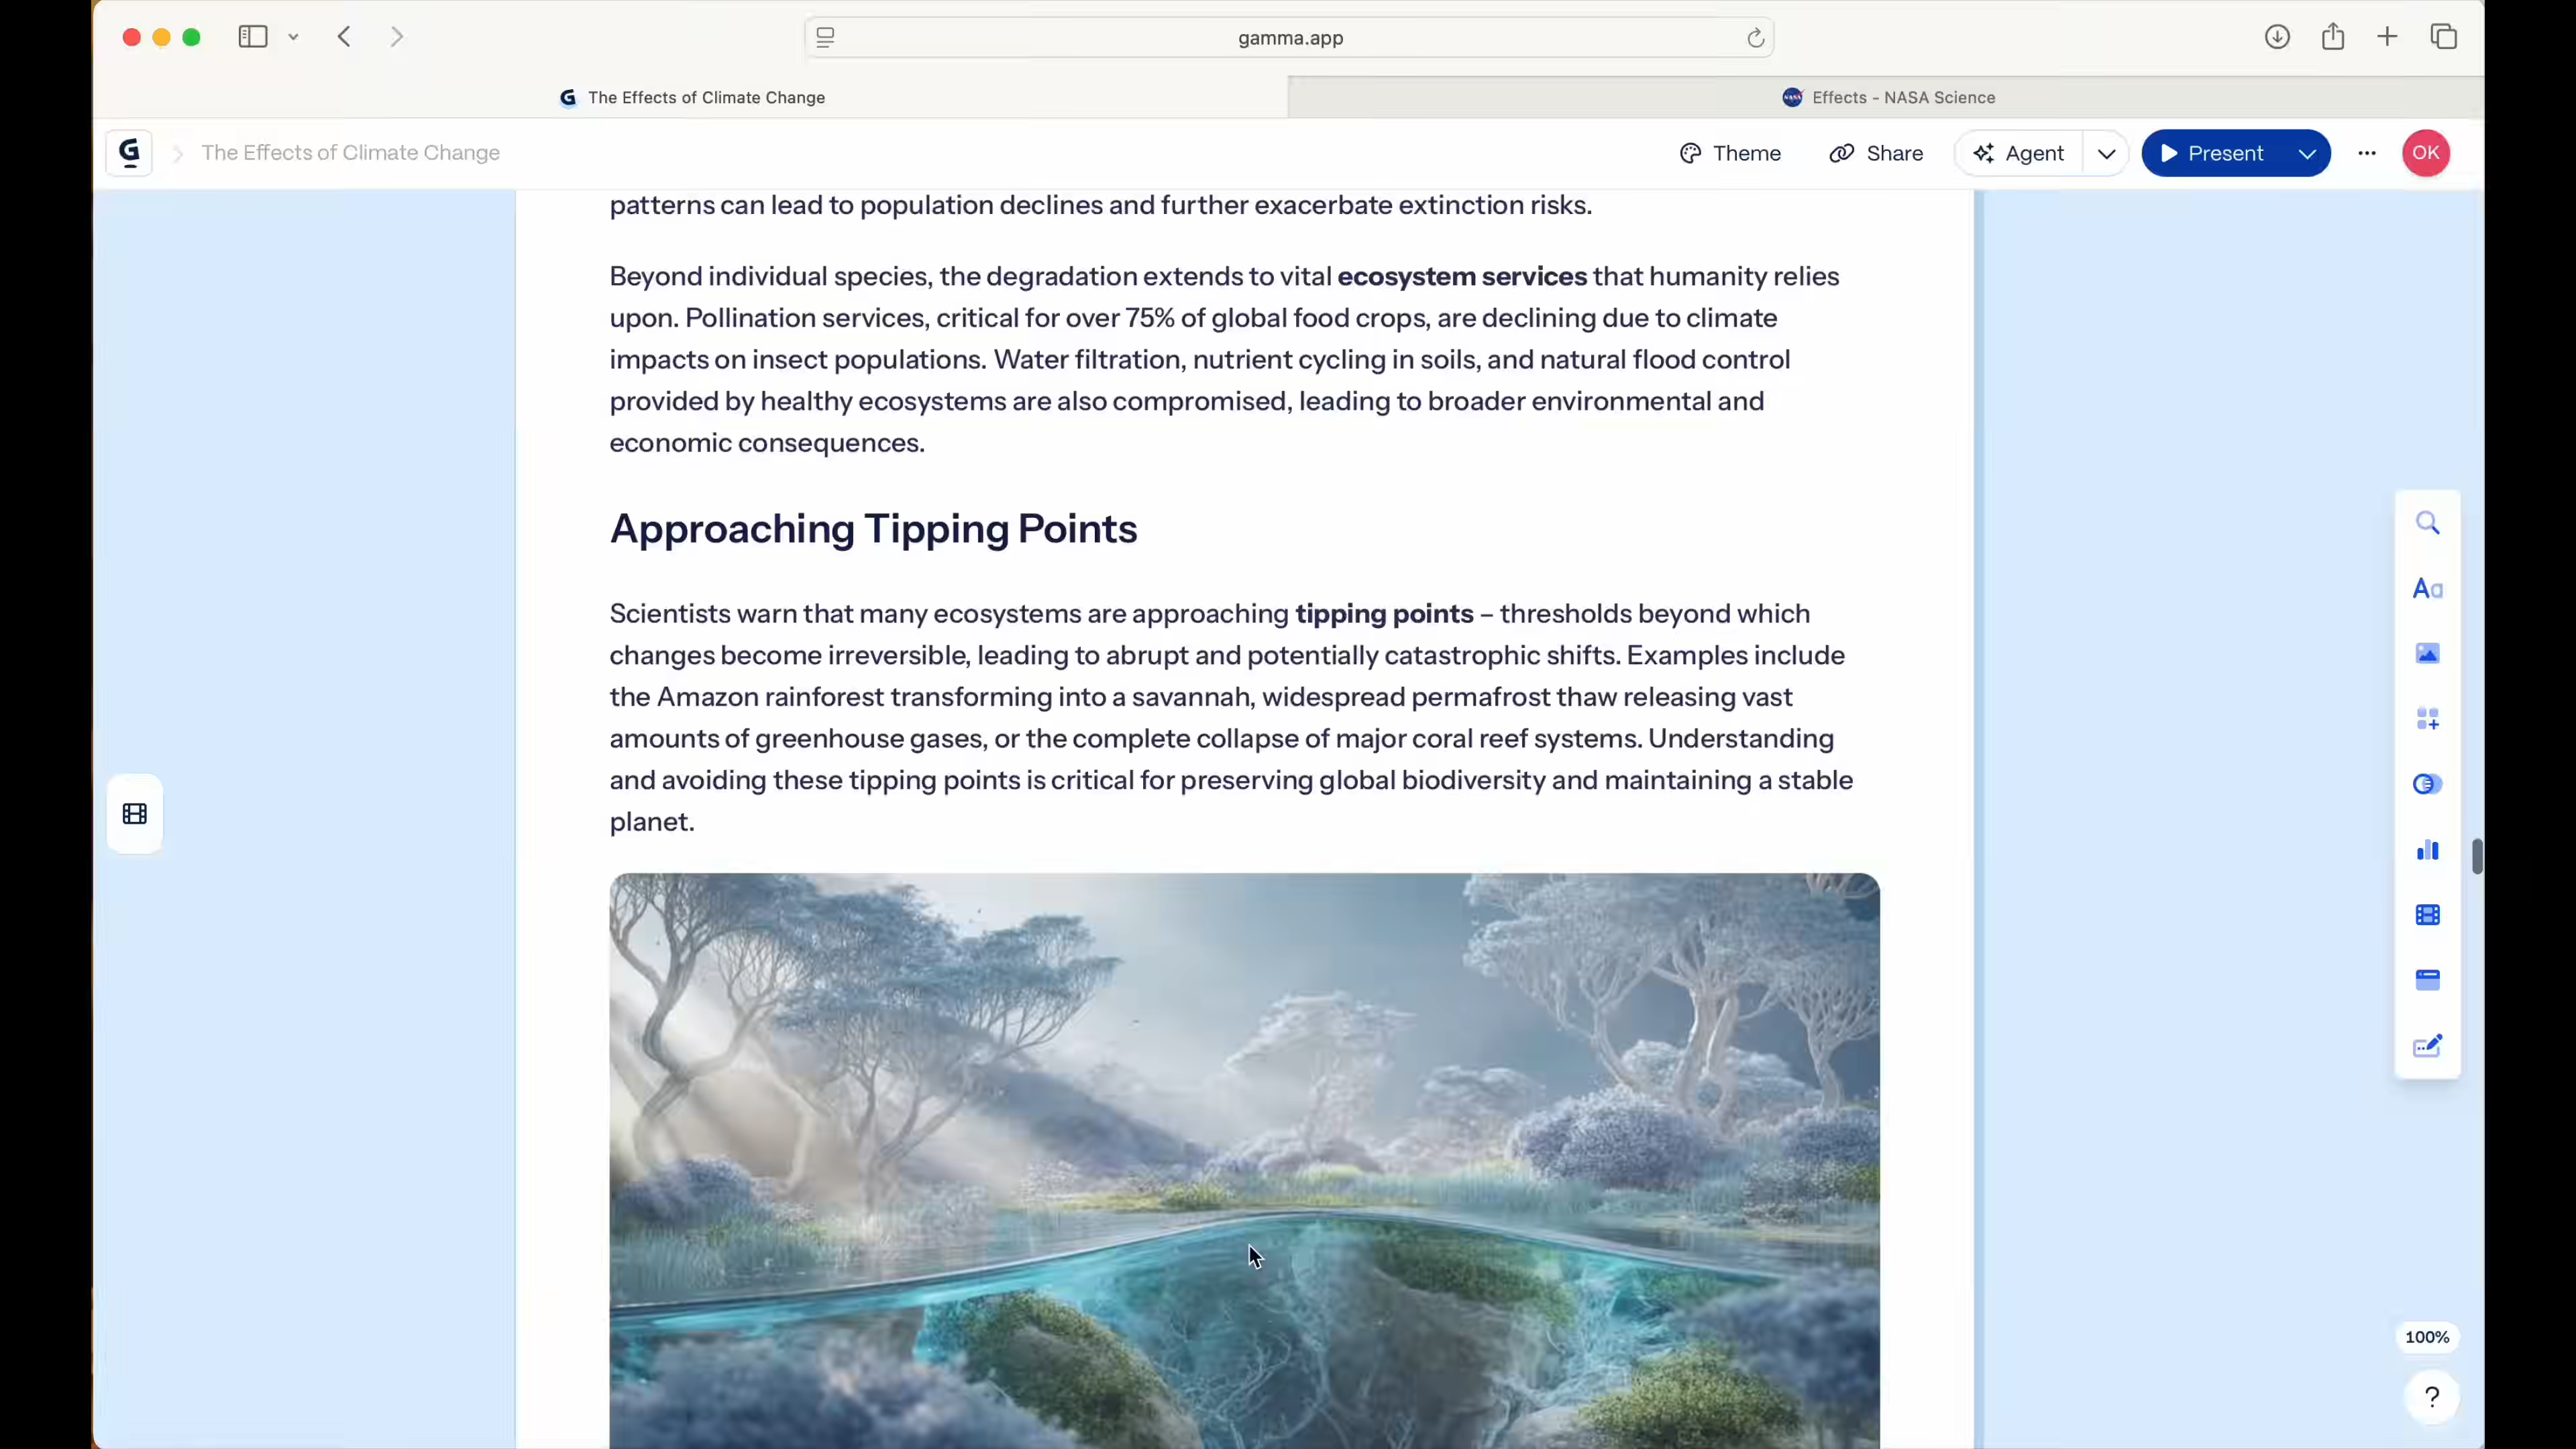 gamma.app
The Effects of Climate Change
Effects - NASA Science
The Effects of Climate Change
Theme
Share
Agent
Present
OK
patterns can lead to population declines and further exacerbate extinction risks.
Beyond individual species, the degradation extends to vital ecosystem services that humanity relies
upon. Pollination services, critical for over 75% of global food crops, are declining due to climate
impacts on insect populations. Water filtration, nutrient cycling in soils, and natural flood control
provided by healthy ecosystems are also compromised, leading to broader environmental and
economic consequences.
Approaching Tipping Points
Scientists warn that many ecosystems are approaching tipping points – thresholds beyond which
changes become irreversible, leading to abrupt and potentially catastrophic shifts. Examples include
the Amazon rainforest transforming into a savannah, widespread permafrost thaw releasing vast
amounts of greenhouse gases, or the complete collapse of major coral reef systems. Understanding
and avoiding these tipping points is critical for preserving global biodiversity and maintaining a stable
planet.
Aa
100%
?